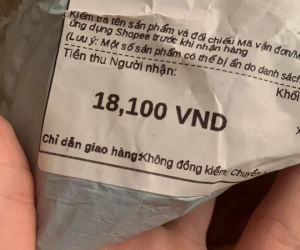 Kiểm tra tên sản phẩm và đối chiếu Mã vận đơn/M
ứng dụng Shopee trước khi nhận hàng
(Lưu ý: Một số sản phẩm có thể bị ẩn do danh sách
Tiền thu Người nhận:
Khối
18,100 VND
Chỉ dẫn giao hàng: Không đồng kiểm; Chuyển